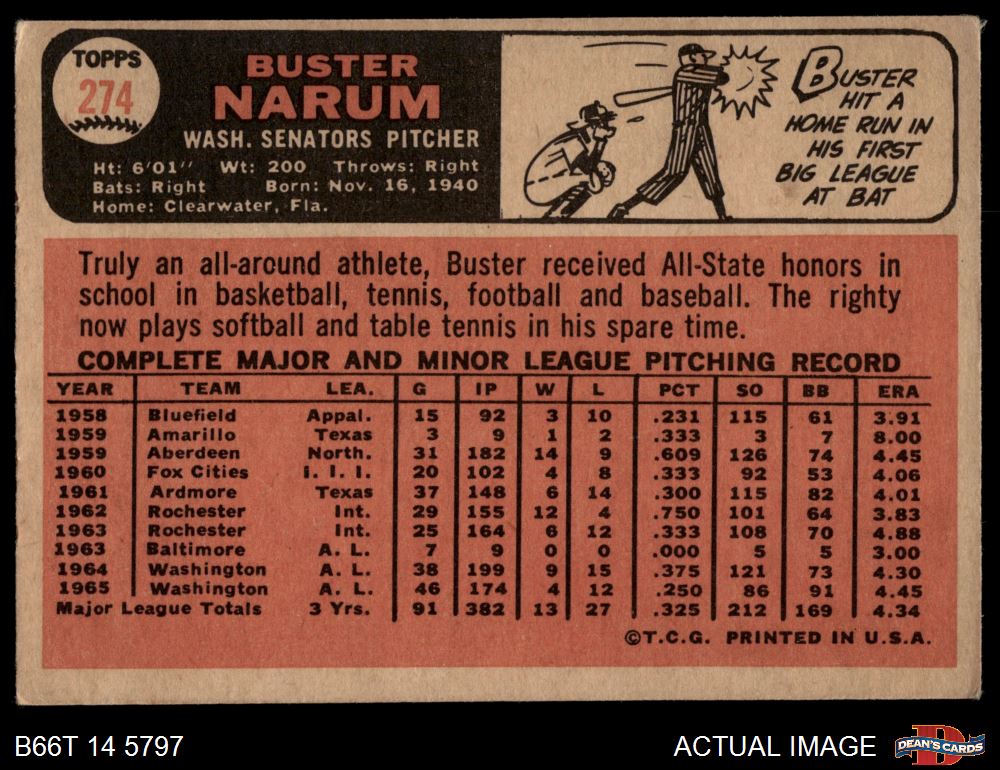 TOPPS
274
BUSTER
NARUM
WASH. SENATORS PITCHER
Ht: 6'01" Wt: 200 Throws: Right
Bats: Right Born: Nov. 16, 1940
Home: Clearwater, Fla.
BUSTER
HIT A
HOME RUN IN
HIS FIRST
BIG LEAGUE
AT BAT
Truly an all-around athlete, Buster received All-State honors in
school in basketball, tennis, football and baseball. The righty
now plays softball and table tennis in his spare time.
COMPLETE MAJOR AND MINOR LEAGUE PITCHING RECORD
YEAR TEAM LEA. G IP W L PCT SO BB ERA
1958 Bluefield Appal. 15 92 3 10 .231 115 61 3.91
1959 Amarillo Texas 3 9 1 2 .333 3 7 8.00
1959 Aberdeen North. 31 182 14 9 .609 126 74 4.45
1960 Fox Cities I. I. I. 20 102 4 8 .333 92 53 4.06
1961 Ardmore Texas 37 148 6 14 .300 115 82 4.01
1962 Rochester Int. 29 155 12 4 .750 101 64 3.83
1963 Rochester Int. 25 164 6 12 .333 108 70 4.88
1963 Baltimore A. L. 7 9 0 0 .000 5 5 3.00
1964 Washington A. L. 38 199 9 15 .375 121 73 4.30
1965 Washington A. L. 46 174 4 12 .250 86 91 4.45
Major League Totals 3 Yrs. 91 382 13 27 .325 212 169 4.34
©T.C.G. PRINTED IN U.S.A.
B66T 14 5797
ACTUAL IMAGE
D
DEAN'S CARDS